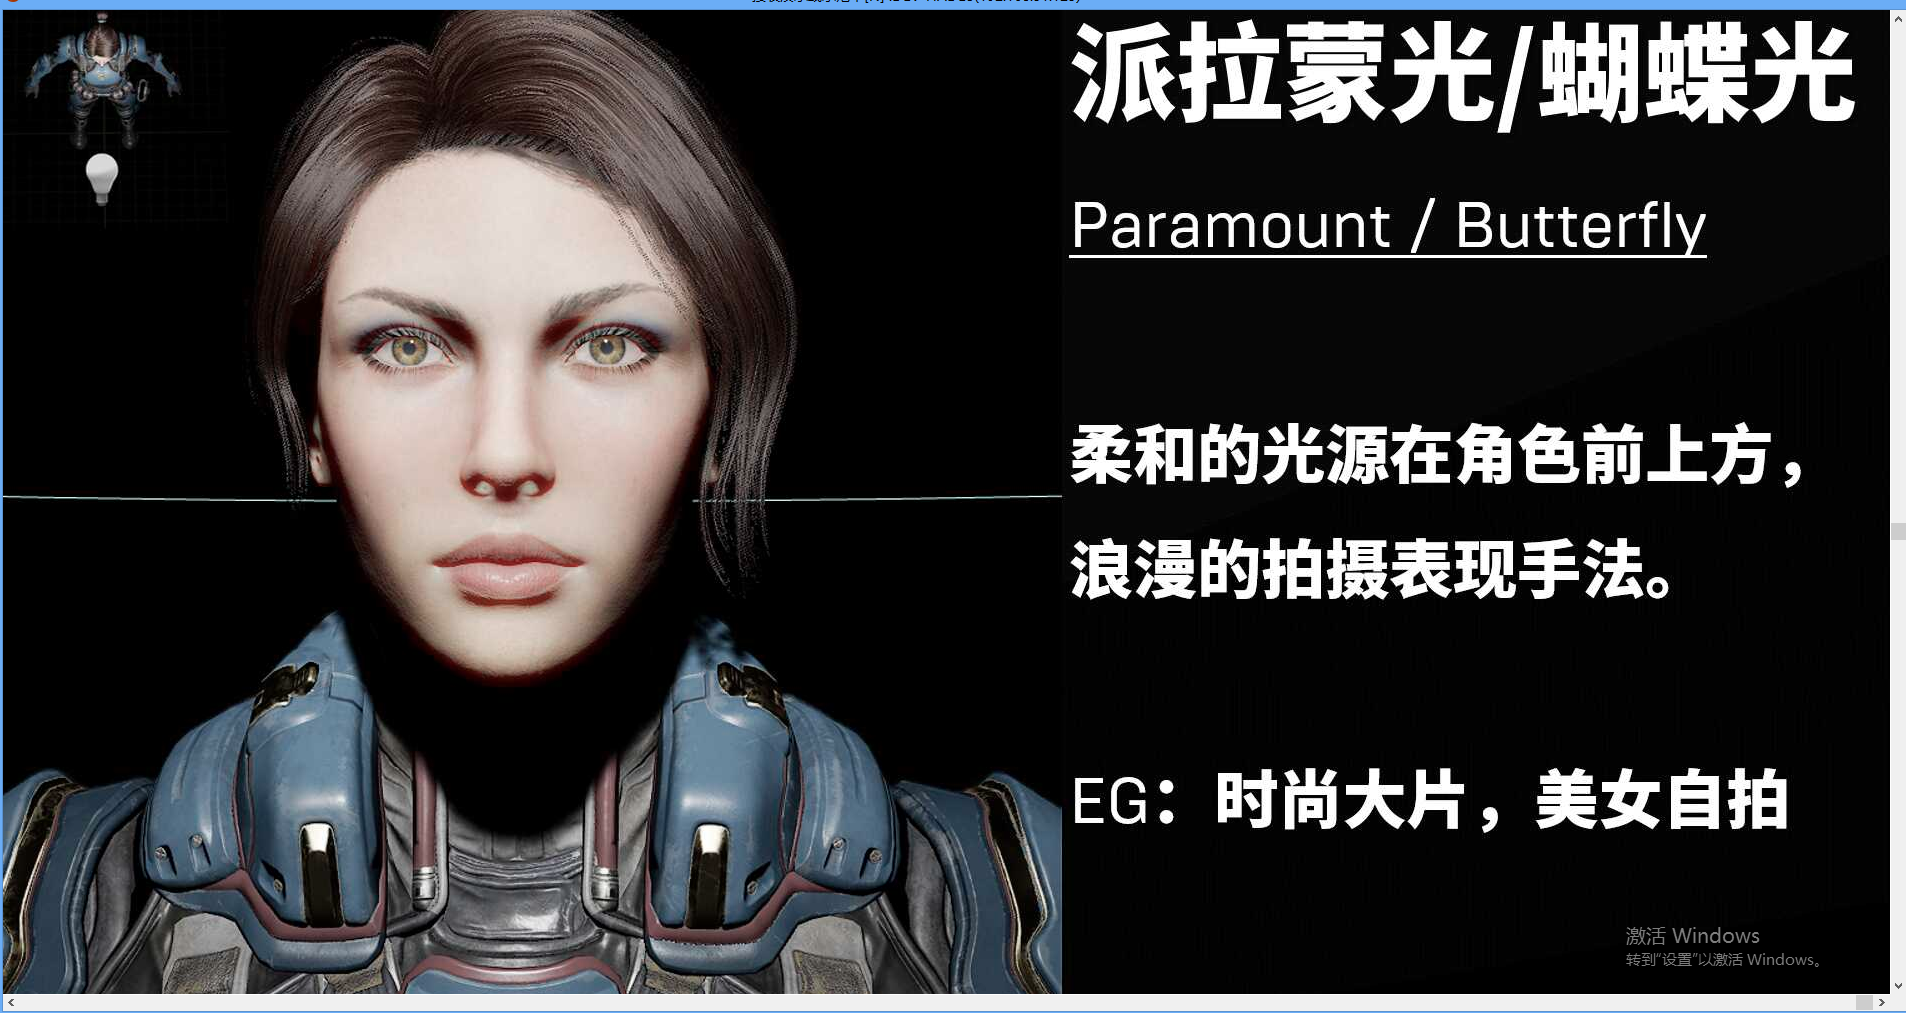 派拉蒙光/蝴蝶光
Paramount / Butterfly
柔和的光源在角色前上方，
浪漫的拍摄表现手法。
EG：时尚大片，美女自拍
激活 Windows
转到“设置”以激活 Windows。